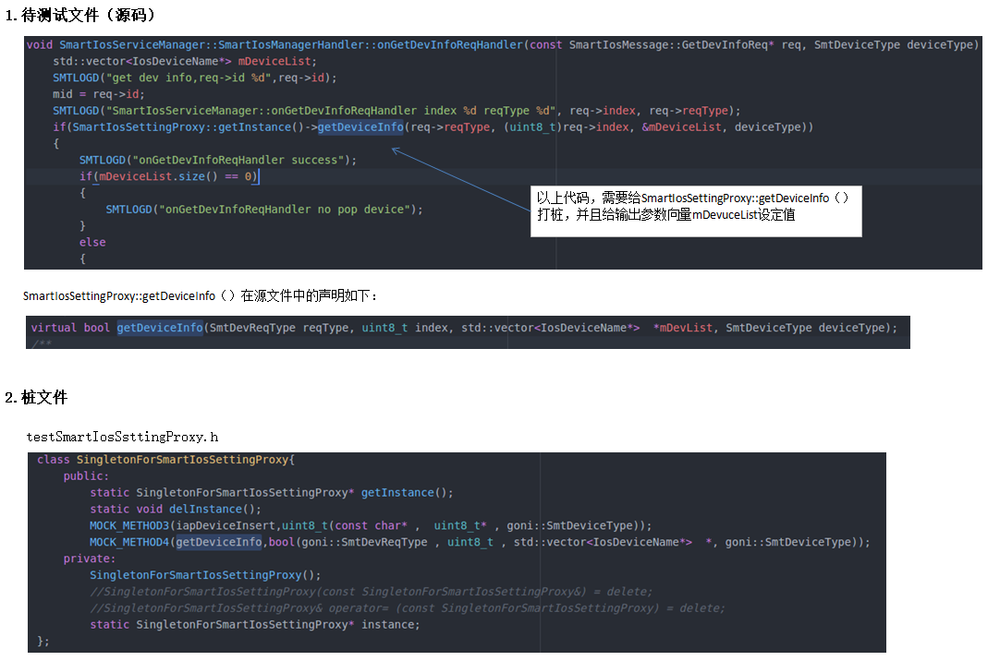 1.待测试文件（源码）
void SmartIosServiceManager::SmartIosManagerHandler::onGetDevInfoReqHandler(const SmartIosMessage::GetDevInfoReq* req, SmtDeviceType deviceType)
std::vector<IosDeviceName*> mDeviceList;
SMTLOGD("get dev info,req->id %d",req->id);
mid = req->id;
SMTLOGD("SmartIosServiceManager::onGetDevInfoReqHandler index %d reqType %d", req->index, req->reqType);
if(SmartIosSettingProxy::getInstance()->getDeviceInfo(req->reqType, (uint8_t)req->index, &mDeviceList, deviceType))
{
SMTLOGD("onGetDevInfoReqHandler success");
if(mDeviceList.size() == 0)
{
SMTLOGD("onGetDevInfoReqHandler no pop device");
}
else
{
以上代码，需要给SmartIosSettingProxy::getDeviceInfo（）
打桩，并且给输出参数向量mDevuceList设定值
SmartIosSettingProxy::getDeviceInfo（）在源文件中的声明如下：
virtual bool getDeviceInfo(SmtDevReqType reqType, uint8_t index, std::vector<IosDeviceName*>  *mDevList, SmtDeviceType deviceType);
/**
2.桩文件
testSmartIosSsttingProxy.h
class SingletonForSmartIosSettingProxy{
public:
static SingletonForSmartIosSettingProxy* getInstance();
static void delInstance();
MOCK_METHOD3(iapDeviceInsert,uint8_t(const char* ,  uint8_t* , goni::SmtDeviceType));
MOCK_METHOD4(getDeviceInfo,bool(goni::SmtDevReqType , uint8_t , std::vector<IosDeviceName*>  *, goni::SmtDeviceType));
private:
SingletonForSmartIosSettingProxy();
//SingletonForSmartIosSettingProxy(const SingletonForSmartIosSettingProxy&) = delete;
//SingletonForSmartIosSettingProxy& operator= (const SingletonForSmartIosSettingProxy) = delete;
static SingletonForSmartIosSettingProxy* instance;
};